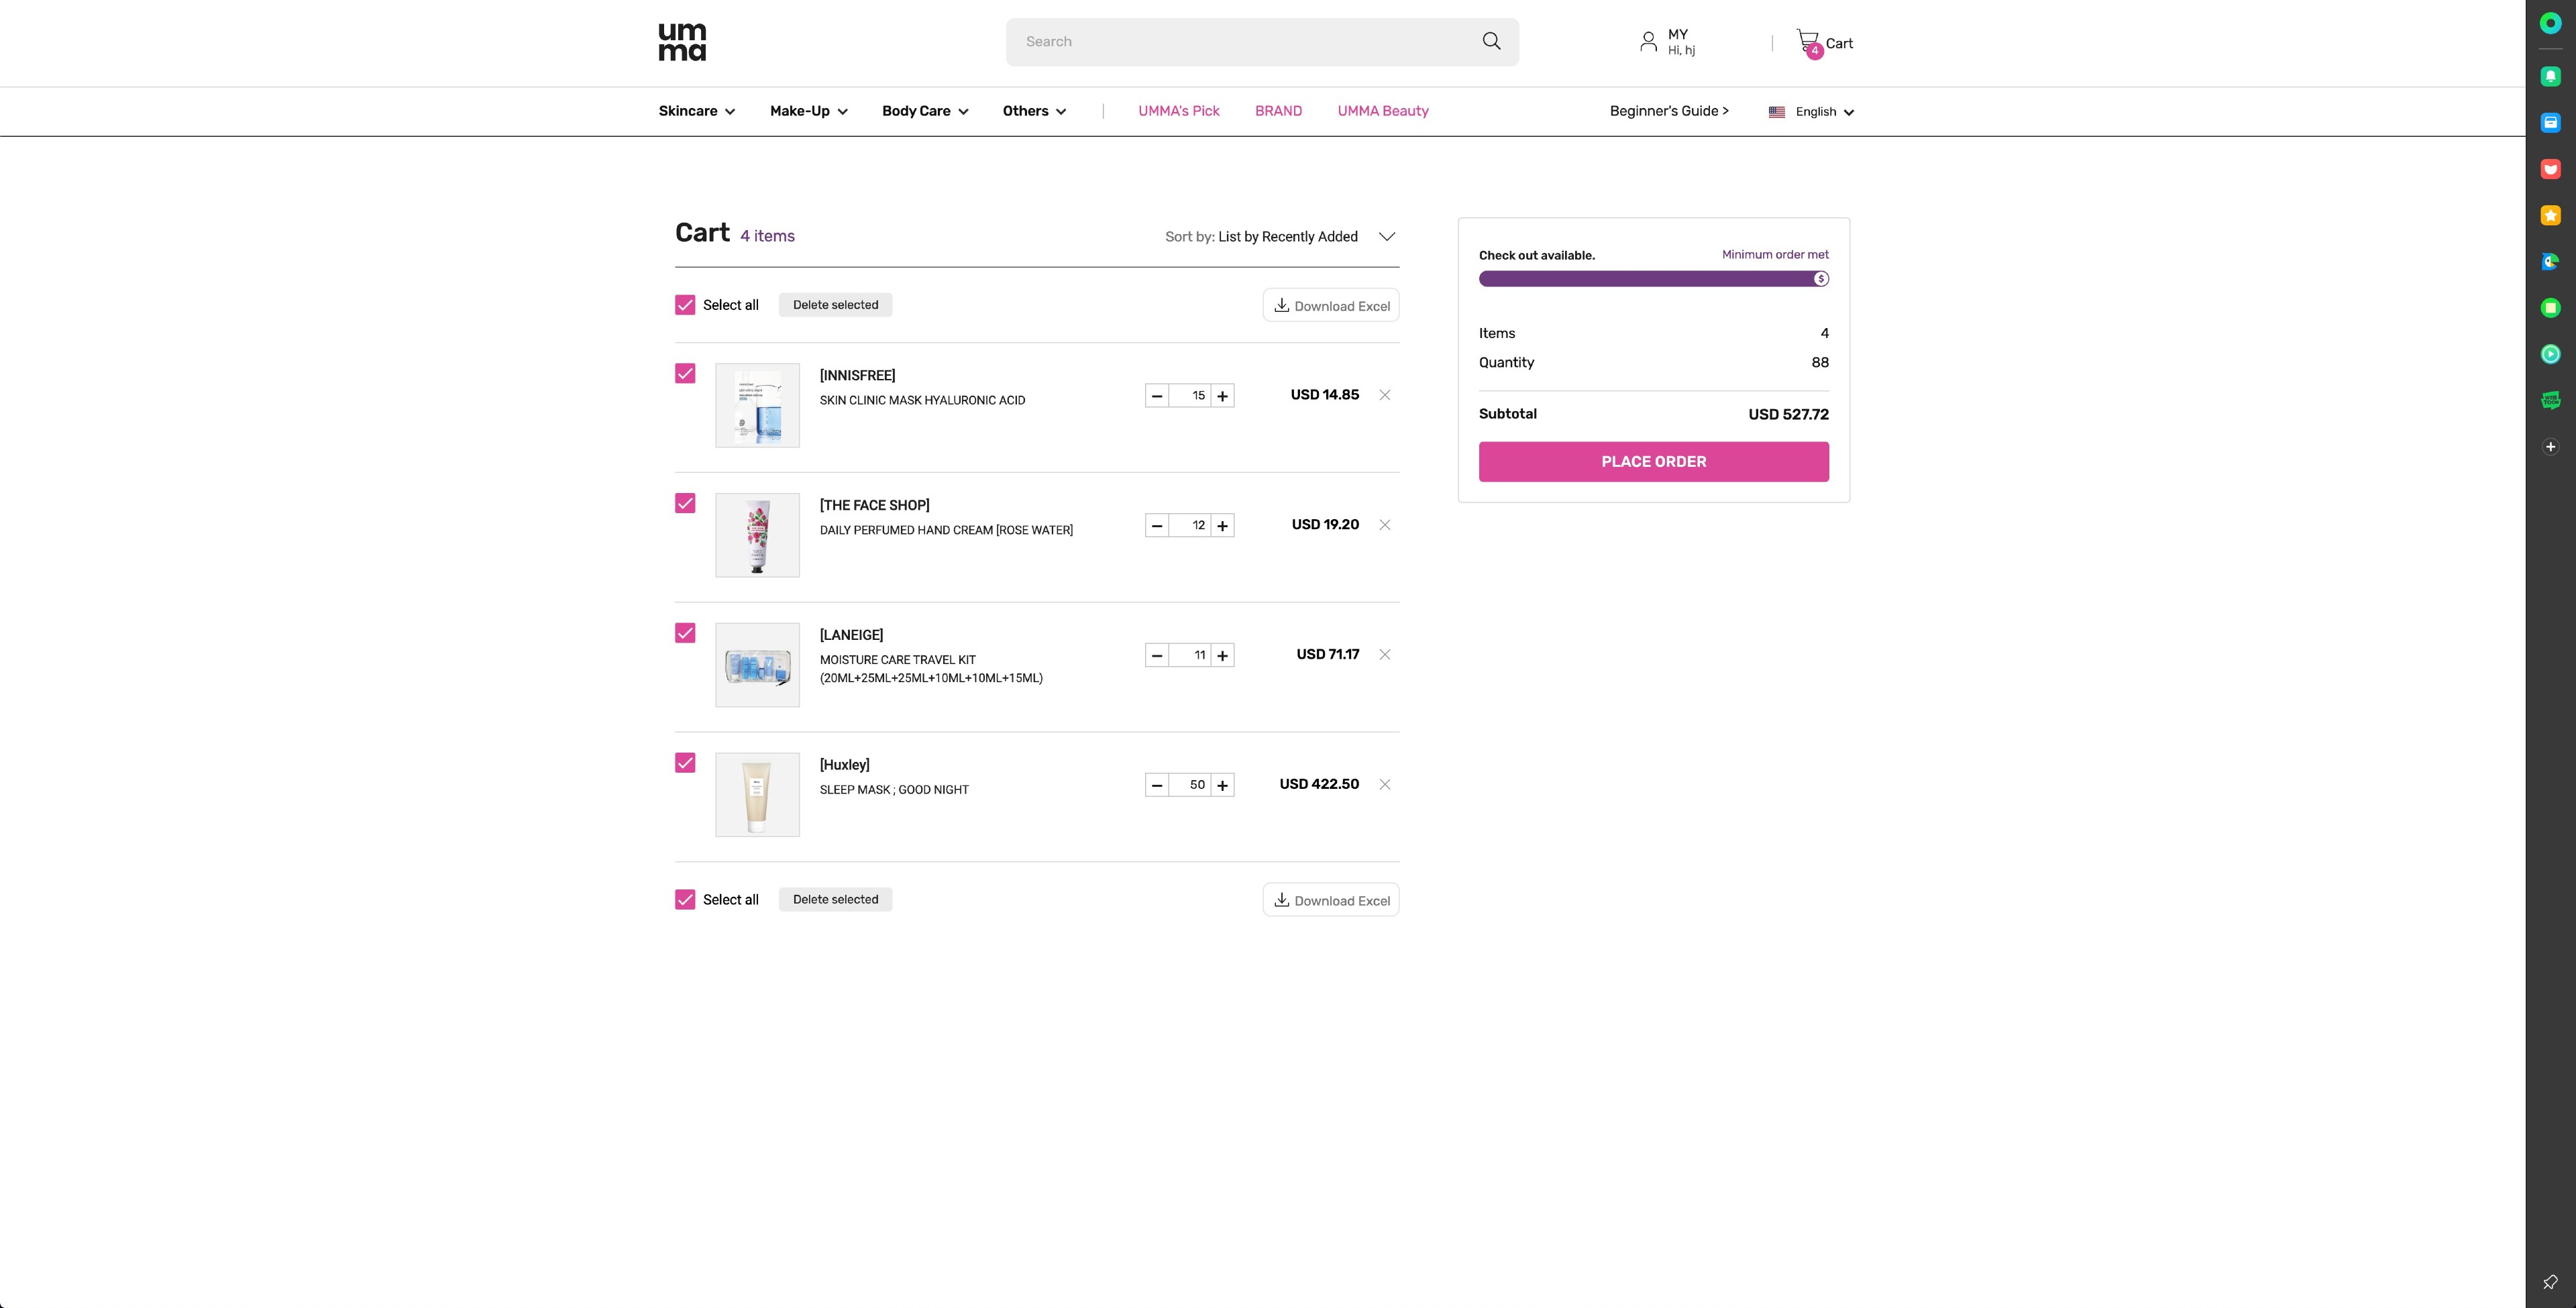 um
ma
Search
MY
Hi, hj
4
Cart
Skincare
Make-Up
Body Care
Others
UMMA's Pick
BRAND
UMMA Beauty
Beginner's Guide >
English
Cart 4 items
Sort by: List by Recently Added
Select all
Delete selected
Download Excel
[INNISFREE]
SKIN CLINIC MASK HYALURONIC ACID
− 15 +
USD 14.85
[THE FACE SHOP]
DAILY PERFUMED HAND CREAM [ROSE WATER]
− 12 +
USD 19.20
[LANEIGE]
MOISTURE CARE TRAVEL KIT
(20ML+25ML+25ML+10ML+10ML+15ML)
− 11 +
USD 71.17
[Huxley]
SLEEP MASK ; GOOD NIGHT
− 50 +
USD 422.50
Select all
Delete selected
Download Excel
Check out available.
Minimum order met
$
Items 4
Quantity 88
Subtotal USD 527.72
PLACE ORDER